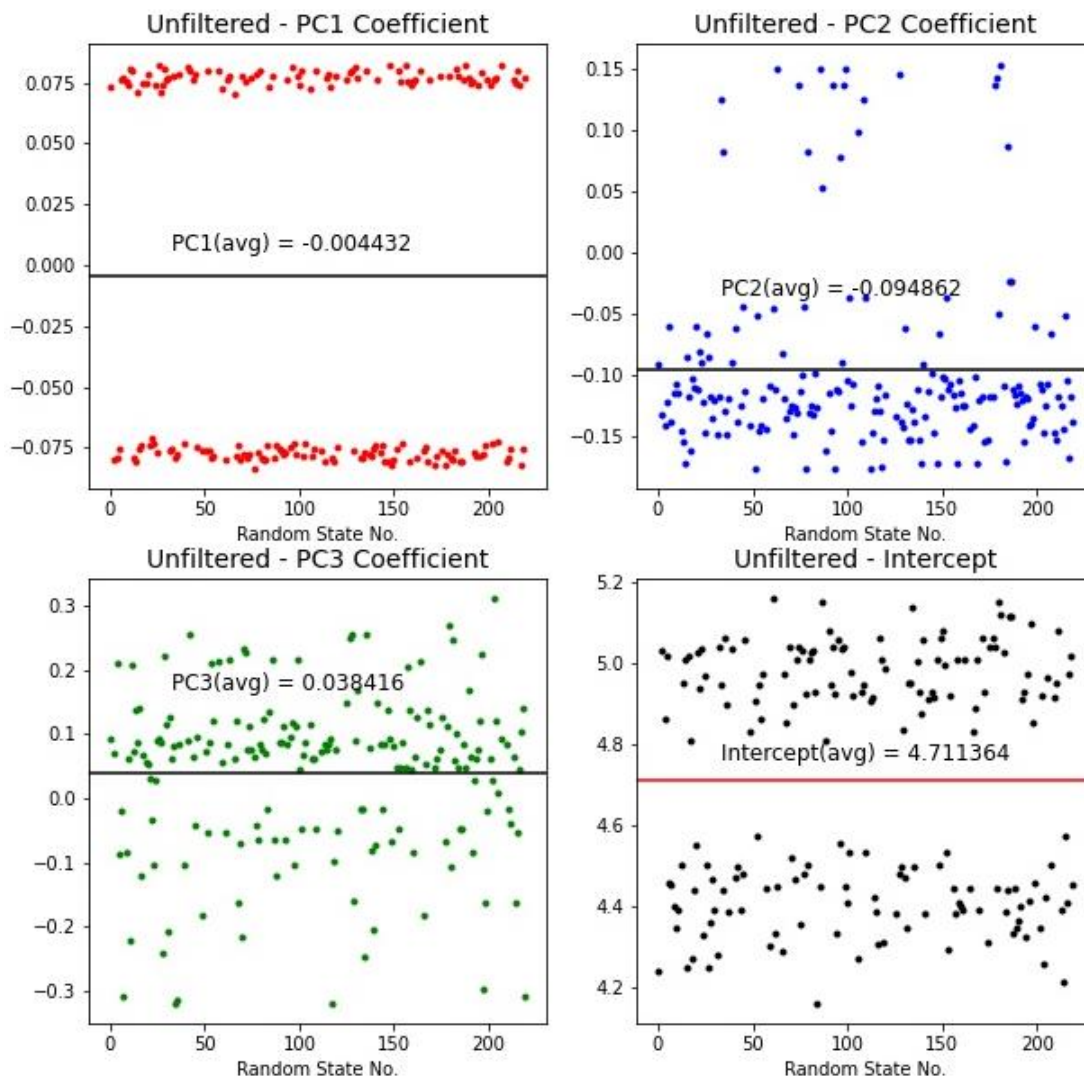 Unfiltered - PC1 Coefficient
0.075
0.050
0.025
0.000
−0.025
−0.050
−0.075
PC1(avg) = -0.004432
0 50 100 150 200
Random State No.
Unfiltered - PC2 Coefficient
0.15
0.10
0.05
0.00
−0.05
−0.10
−0.15
PC2(avg) = -0.094862
0 50 100 150 200
Random State No.
Unfiltered - PC3 Coefficient
0.3
0.2
0.1
0.0
−0.1
−0.2
−0.3
PC3(avg) = 0.038416
0 50 100 150 200
Random State No.
Unfiltered - Intercept
5.2
5.0
4.8
4.6
4.4
4.2
Intercept(avg) = 4.711364
0 50 100 150 200
Random State No.